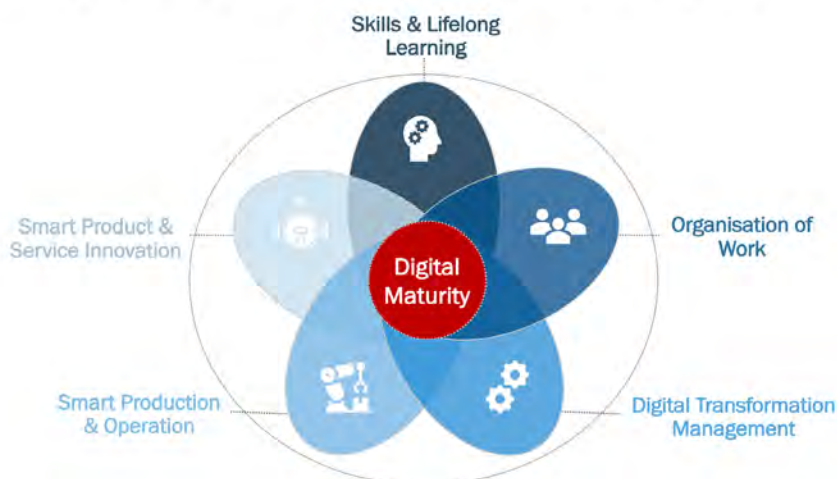 Skills & Lifelong
Learning
Smart Product &
Service Innovation
Organisation of
Work
Digital
Maturity
Smart Production
& Operation
Digital Transformation
Management